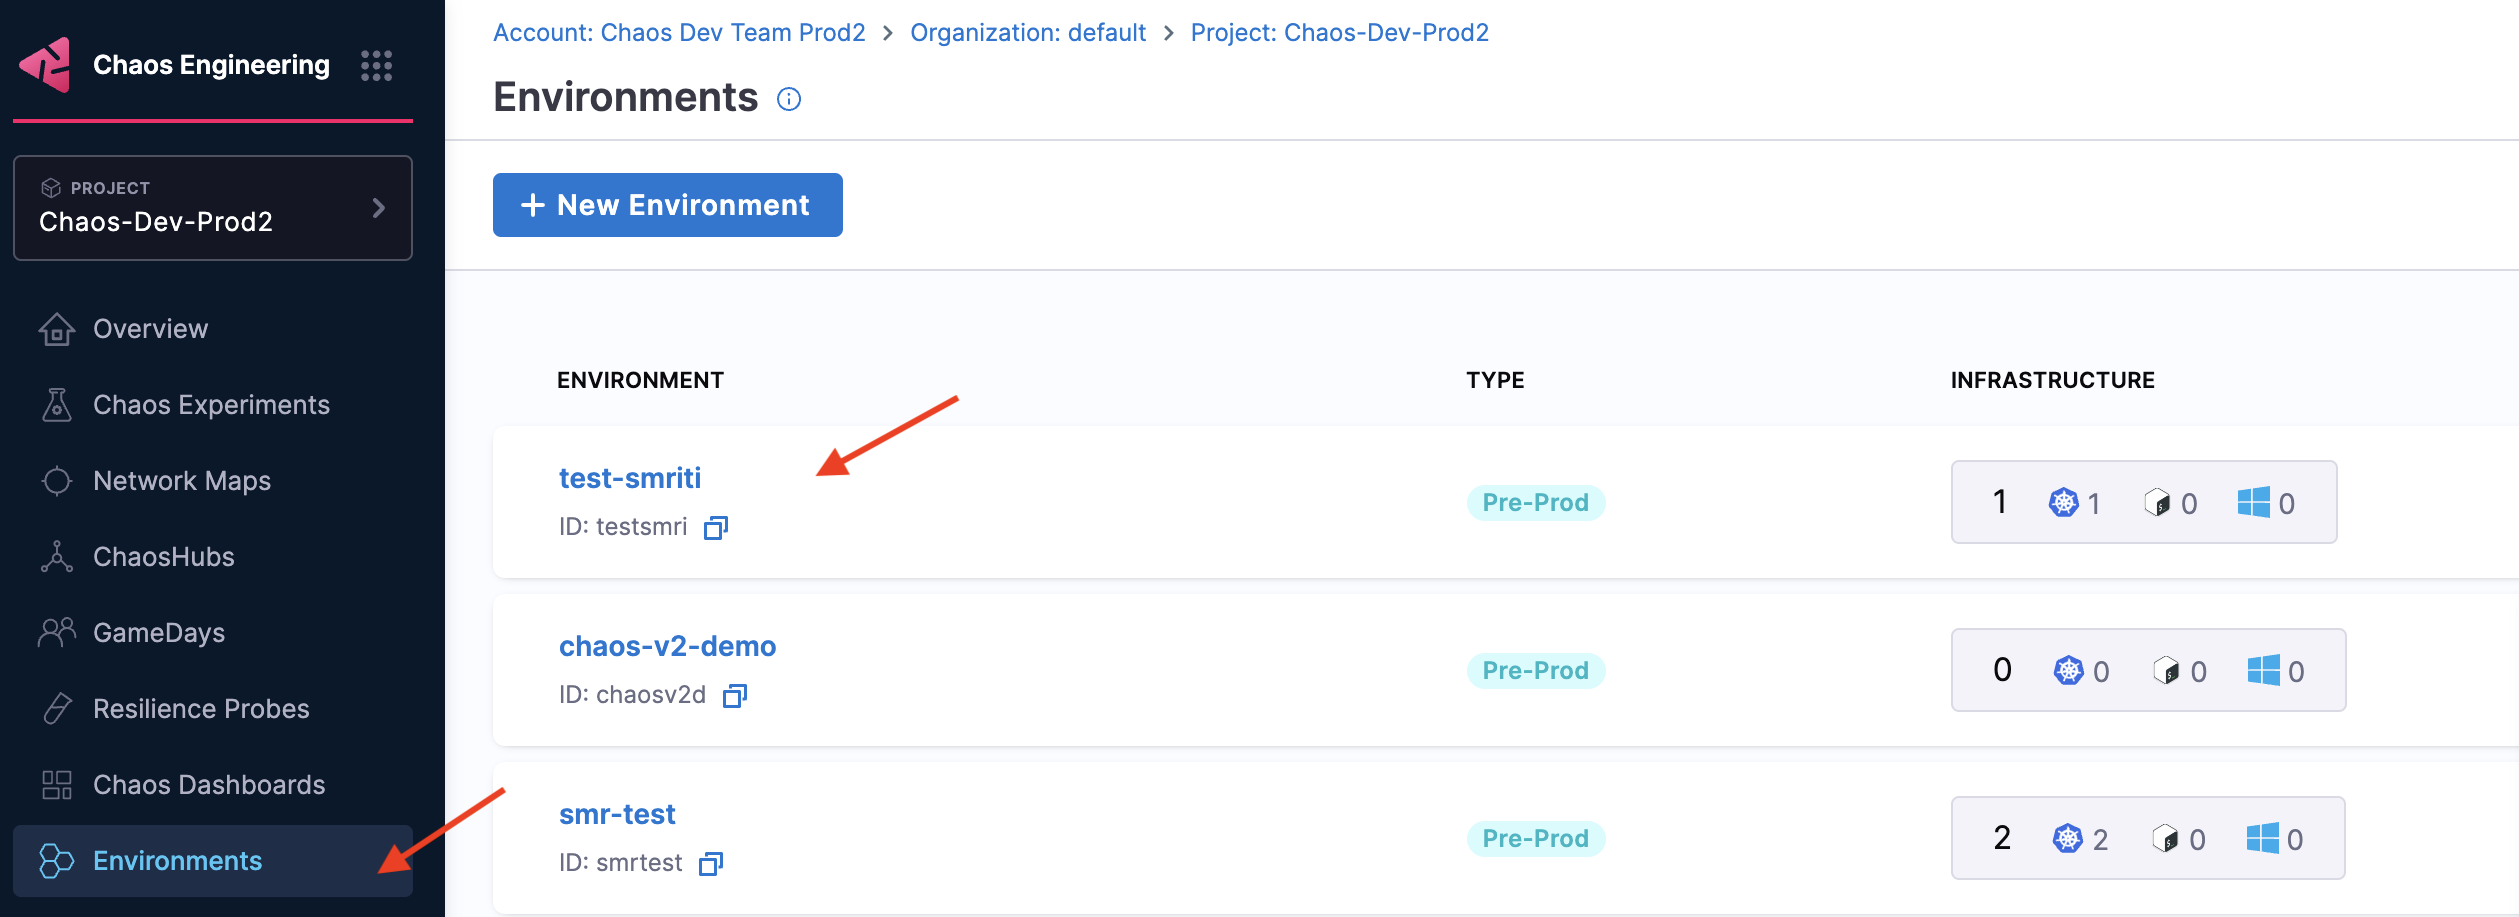 Chaos Engineering
PROJECT
Chaos-Dev-Prod2
Overview
Chaos Experiments
Network Maps
ChaosHubs
GameDays
Resilience Probes
Chaos Dashboards
Environments
Account: Chaos Dev Team Prod2 > Organization: default > Project: Chaos-Dev-Prod2
Environments
+ New Environment
ENVIRONMENT TYPE INFRASTRUCTURE
test-smriti
ID: testsmri
Pre-Prod
1 1 0 0
chaos-v2-demo
ID: chaosv2d
Pre-Prod
0 0 0 0
smr-test
ID: smrtest
Pre-Prod
2 2 0 0